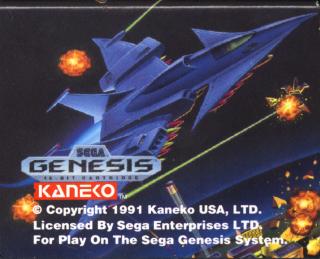 SEGA
GENESIS
16-BIT CARTRIDGE
KANEKO™
© Copyright 1991 Kaneko USA, LTD.
Licensed By Sega Enterprises LTD.
For Play On The Sega Genesis System.